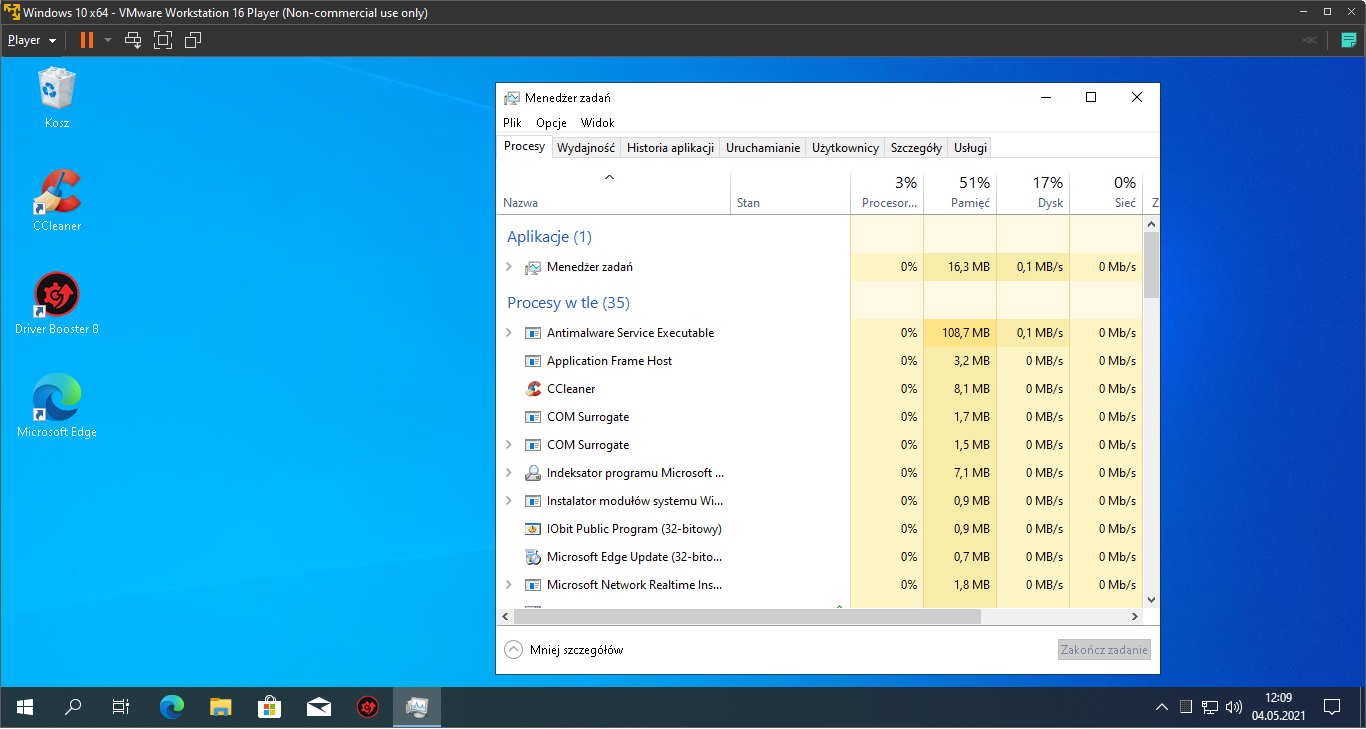 Windows 10 x64 - VMware Workstation 16 Player (Non-commercial use only)
Player
Kosz
CCleaner
Driver Booster 8
Microsoft Edge
Menedżer zadań
Plik Opcje Widok
Procesy Wydajność Historia aplikacji Uruchamianie Użytkownicy Szczegóły Usługi
3% 51% 17% 0%
Nazwa Stan Procesor... Pamięć Dysk Sieć Z
Aplikacje (1)
Menedżer zadań 0% 16,3 MB 0,1 MB/s 0 Mb/s
Procesy w tle (35)
Antimalware Service Executable 0% 108,7 MB 0,1 MB/s 0 Mb/s
Application Frame Host 0% 3,2 MB 0 MB/s 0 Mb/s
CCleaner 0% 8,1 MB 0 MB/s 0 Mb/s
COM Surrogate 0% 1,7 MB 0 MB/s 0 Mb/s
COM Surrogate 0% 1,5 MB 0 MB/s 0 Mb/s
Indeksator programu Microsoft ... 0% 7,1 MB 0 MB/s 0 Mb/s
Instalator modułów systemu Wi... 0% 0,9 MB 0 MB/s 0 Mb/s
IObit Public Program (32-bitowy) 0% 0,9 MB 0 MB/s 0 Mb/s
Microsoft Edge Update (32-bito... 0% 0,7 MB 0 MB/s 0 Mb/s
Microsoft Network Realtime Ins... 0% 1,8 MB 0 MB/s 0 Mb/s
Mniej szczegółów
Zakończ zadanie
12:09
04.05.2021